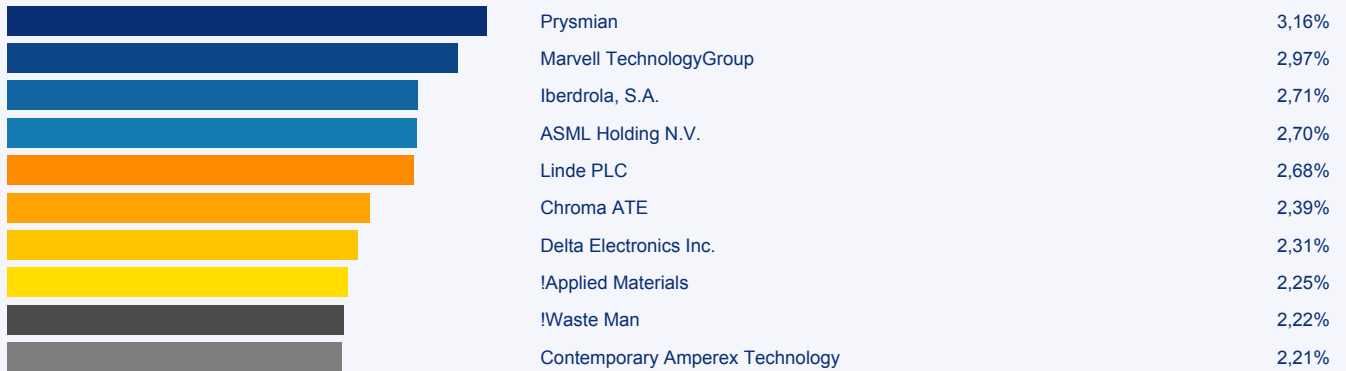 Prysmian 3,16%
Marvell TechnologyGroup 2,97%
Iberdrola, S.A. 2,71%
ASML Holding N.V. 2,70%
Linde PLC 2,68%
Chroma ATE 2,39%
Delta Electronics Inc. 2,31%
!Applied Materials 2,25%
!Waste Man 2,22%
Contemporary Amperex Technology 2,21%